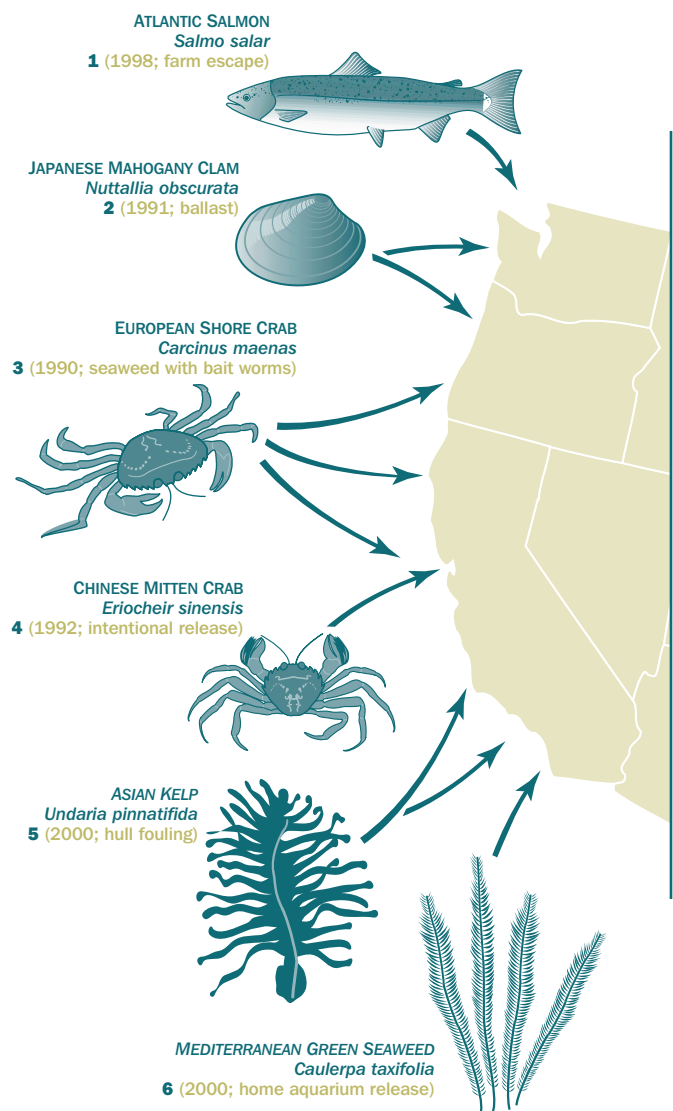 ATLANTIC SALMON
Salmo salar
1 (1998; farm escape)
JAPANESE MAHOGANY CLAM
Nuttallia obscurata
2 (1991; ballast)
EUROPEAN SHORE CRAB
Carcinus maenas
3 (1990; seaweed with bait worms)
CHINESE MITTEN CRAB
Eriocheir sinensis
4 (1992; intentional release)
ASIAN KELP
Undaria pinnatifida
5 (2000; hull fouling)
MEDITERRANEAN GREEN SEAWEED
Caulerpa taxifolia
6 (2000; home aquarium release)